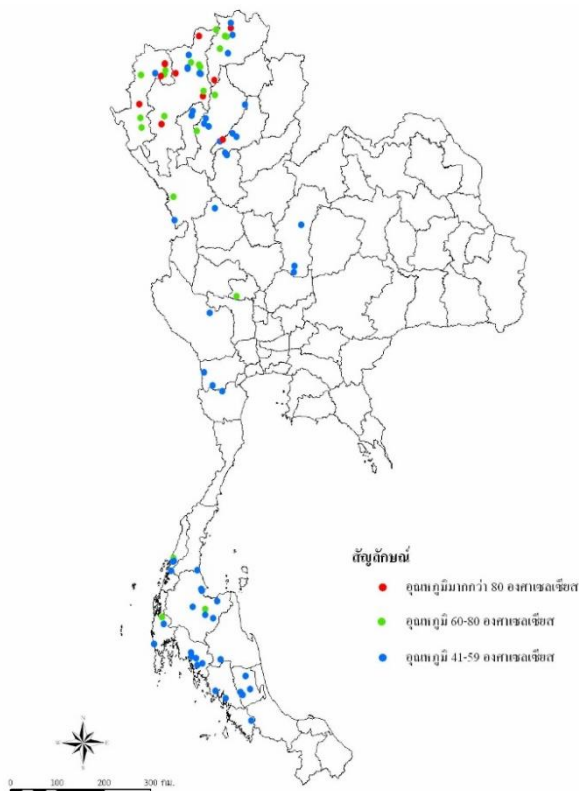 สัญลักษณ์
อุณหภูมิมากกว่า 80 องศาเซลเซียส
อุณหภูมิ 60-80 องศาเซลเซียส
อุณหภูมิ 41-59 องศาเซลเซียส
N
0 100 200 300 กม.